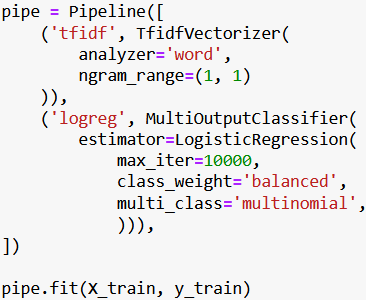 pipe = Pipeline([
    ('tfidf', TfidfVectorizer(
        analyzer='word',
        ngram_range=(1, 1)
    )),
    ('logreg', MultiOutputClassifier(
        estimator=LogisticRegression(
            max_iter=10000,
            class_weight='balanced',
            multi_class='multinomial',
            ))),
])
pipe.fit(X_train, y_train)